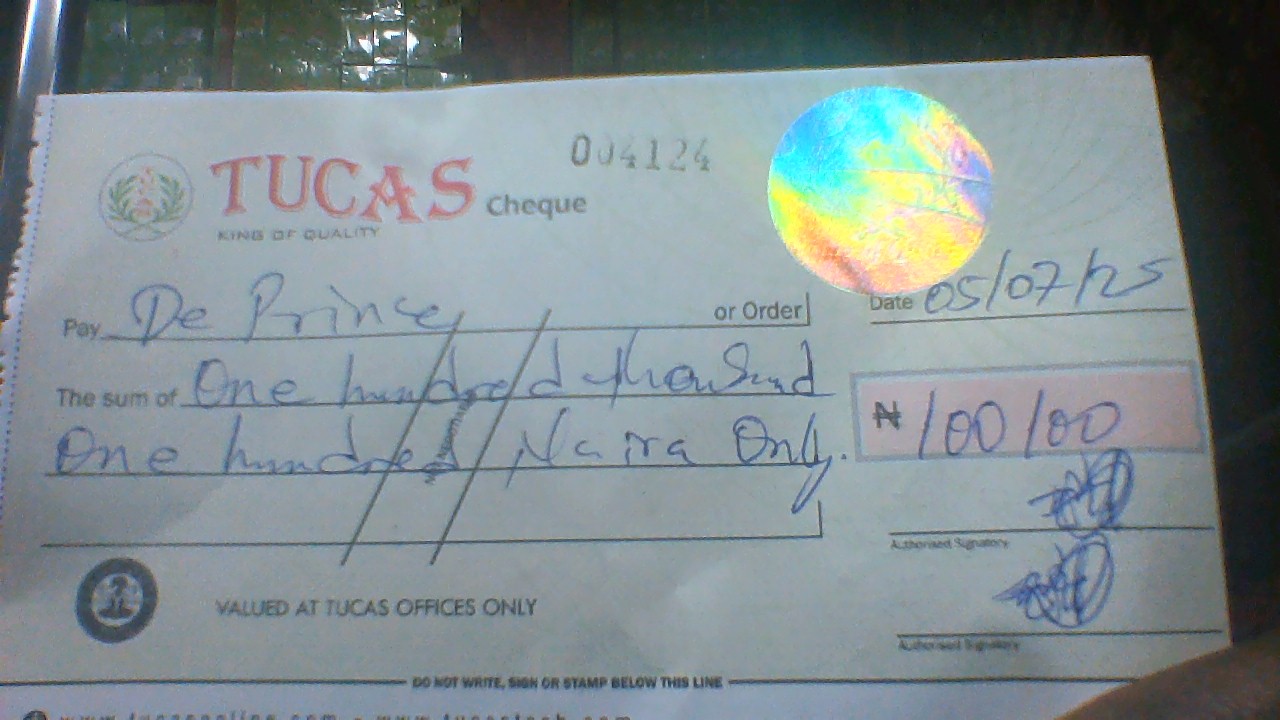 004124
TUCAS Cheque
KING OF QUALITY
Pay De Prince or Order
Date 05/07/25
The sum of One hundred thousand
One hundred Naira Only.
₦ 100100
Authorised Signatory
Authorised Signatory
VALUED AT TUCAS OFFICES ONLY
DO NOT WRITE, SIGN OR STAMP BELOW THIS LINE